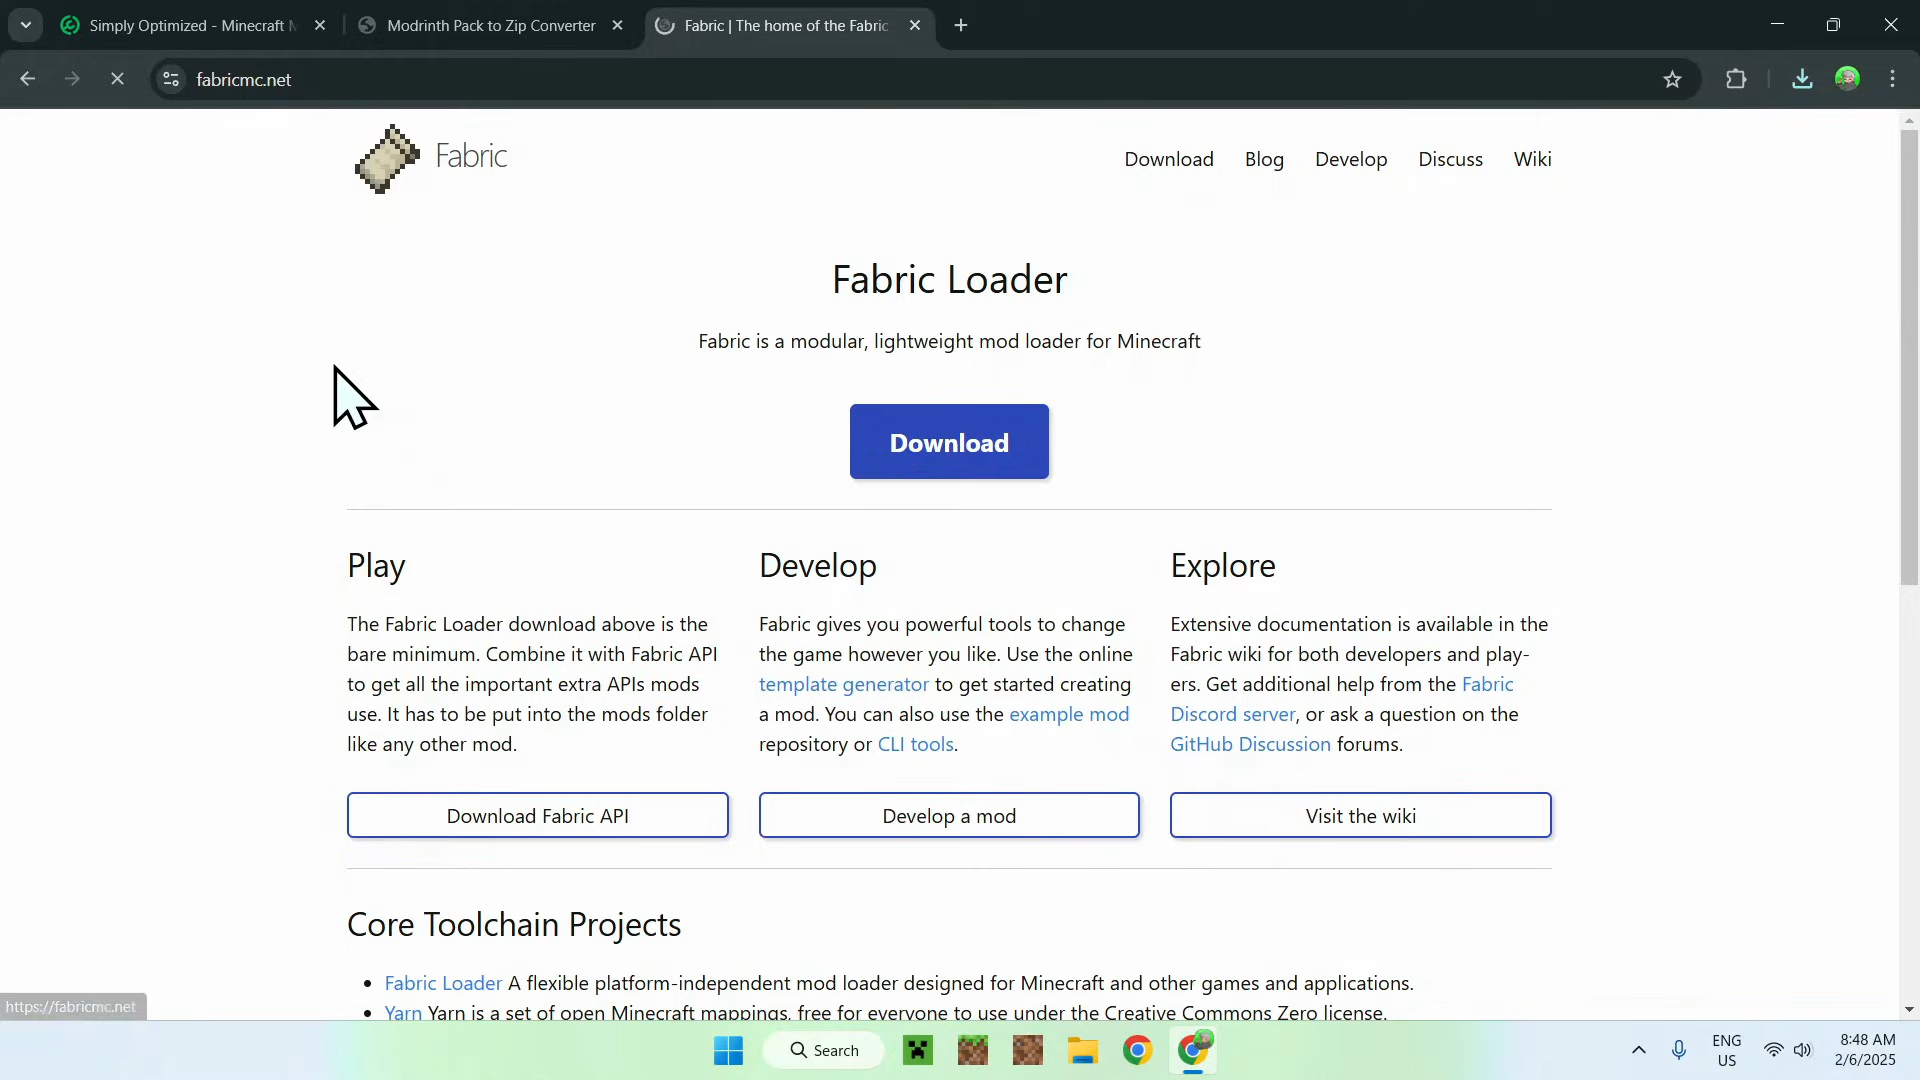 Simply Optimized - Minecraft M
Modrinth Pack to Zip Converter
Fabric | The home of the Fabric
fabricmc.net
Fabric
Download
Blog
Develop
Discuss
Wiki
Fabric Loader
Fabric is a modular, lightweight mod loader for Minecraft
Download
Play
The Fabric Loader download above is the
bare minimum. Combine it with Fabric API
to get all the important extra APIs mods
use. It has to be put into the mods folder
like any other mod.
Download Fabric API
Develop
Fabric gives you powerful tools to change
the game however you like. Use the online
template generator to get started creating
a mod. You can also use the example mod
repository or CLI tools.
Develop a mod
Explore
Extensive documentation is available in the
Fabric wiki for both developers and play-
ers. Get additional help from the Fabric
Discord server, or ask a question on the
GitHub Discussion forums.
Visit the wiki
Core Toolchain Projects
Fabric Loader A flexible platform-independent mod loader designed for Minecraft and other games and applications.
Yarn Yarn is a set of open Minecraft mappings, free for everyone to use under the Creative Commons Zero license.
https://fabricmc.net
Search
ENG
US
8:48 AM
2/6/2025